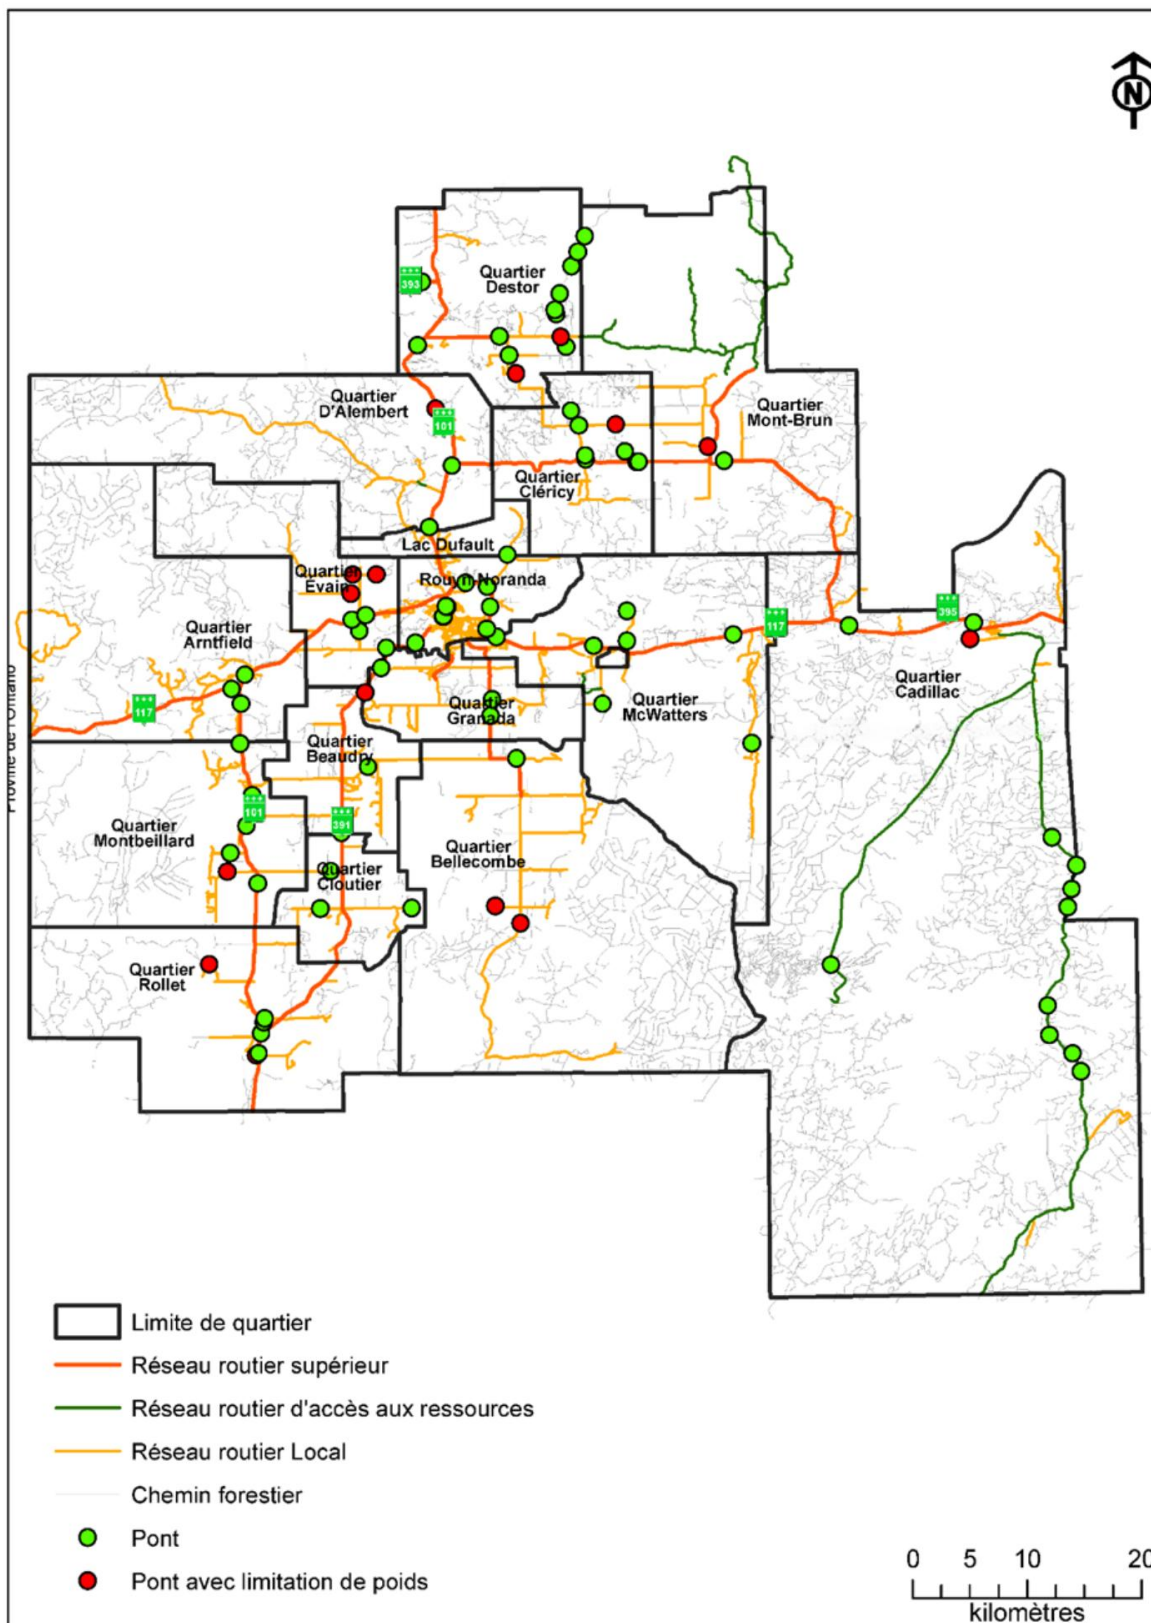 N
393
Quartier
Destor
Quartier
D'Alembert
101
Quartier
Mont-Brun
Quartier
Cléricy
Lac Dufault
Quartier
Évain
Rouyn Noranda
Quartier
Arntfield
117
395
Quartier
Cadillac
Province de l'Ontario
117
Quartier
Granada
Quartier
McWatters
Quartier
Beaudry
101
391
Quartier
Montbeillard
Quartier
Bellecombe
Quartier
Cloutier
Quartier
Rollet
Limite de quartier
Réseau routier supérieur
Réseau routier d'accès aux ressources
Réseau routier Local
Chemin forestier
Pont
Pont avec limitation de poids
0 5 10 20
kilomètres